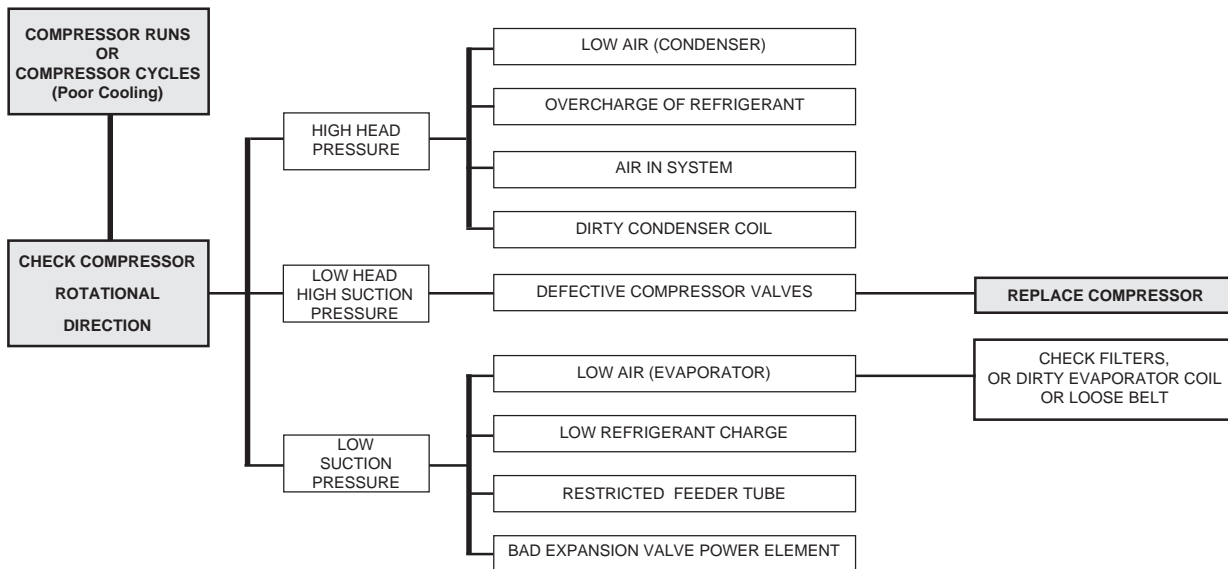 COMPRESSOR RUNS
OR
COMPRESSOR CYCLES
(Poor Cooling)
CHECK COMPRESSOR
ROTATIONAL
DIRECTION
HIGH HEAD
PRESSURE
LOW AIR (CONDENSER)
OVERCHARGE OF REFRIGERANT
AIR IN SYSTEM
DIRTY CONDENSER COIL
LOW HEAD
HIGH SUCTION
PRESSURE
DEFECTIVE COMPRESSOR VALVES
REPLACE COMPRESSOR
LOW
SUCTION
PRESSURE
LOW AIR (EVAPORATOR)
CHECK FILTERS,
OR DIRTY EVAPORATOR COIL
OR LOOSE BELT
LOW REFRIGERANT CHARGE
RESTRICTED FEEDER TUBE
BAD EXPANSION VALVE POWER ELEMENT